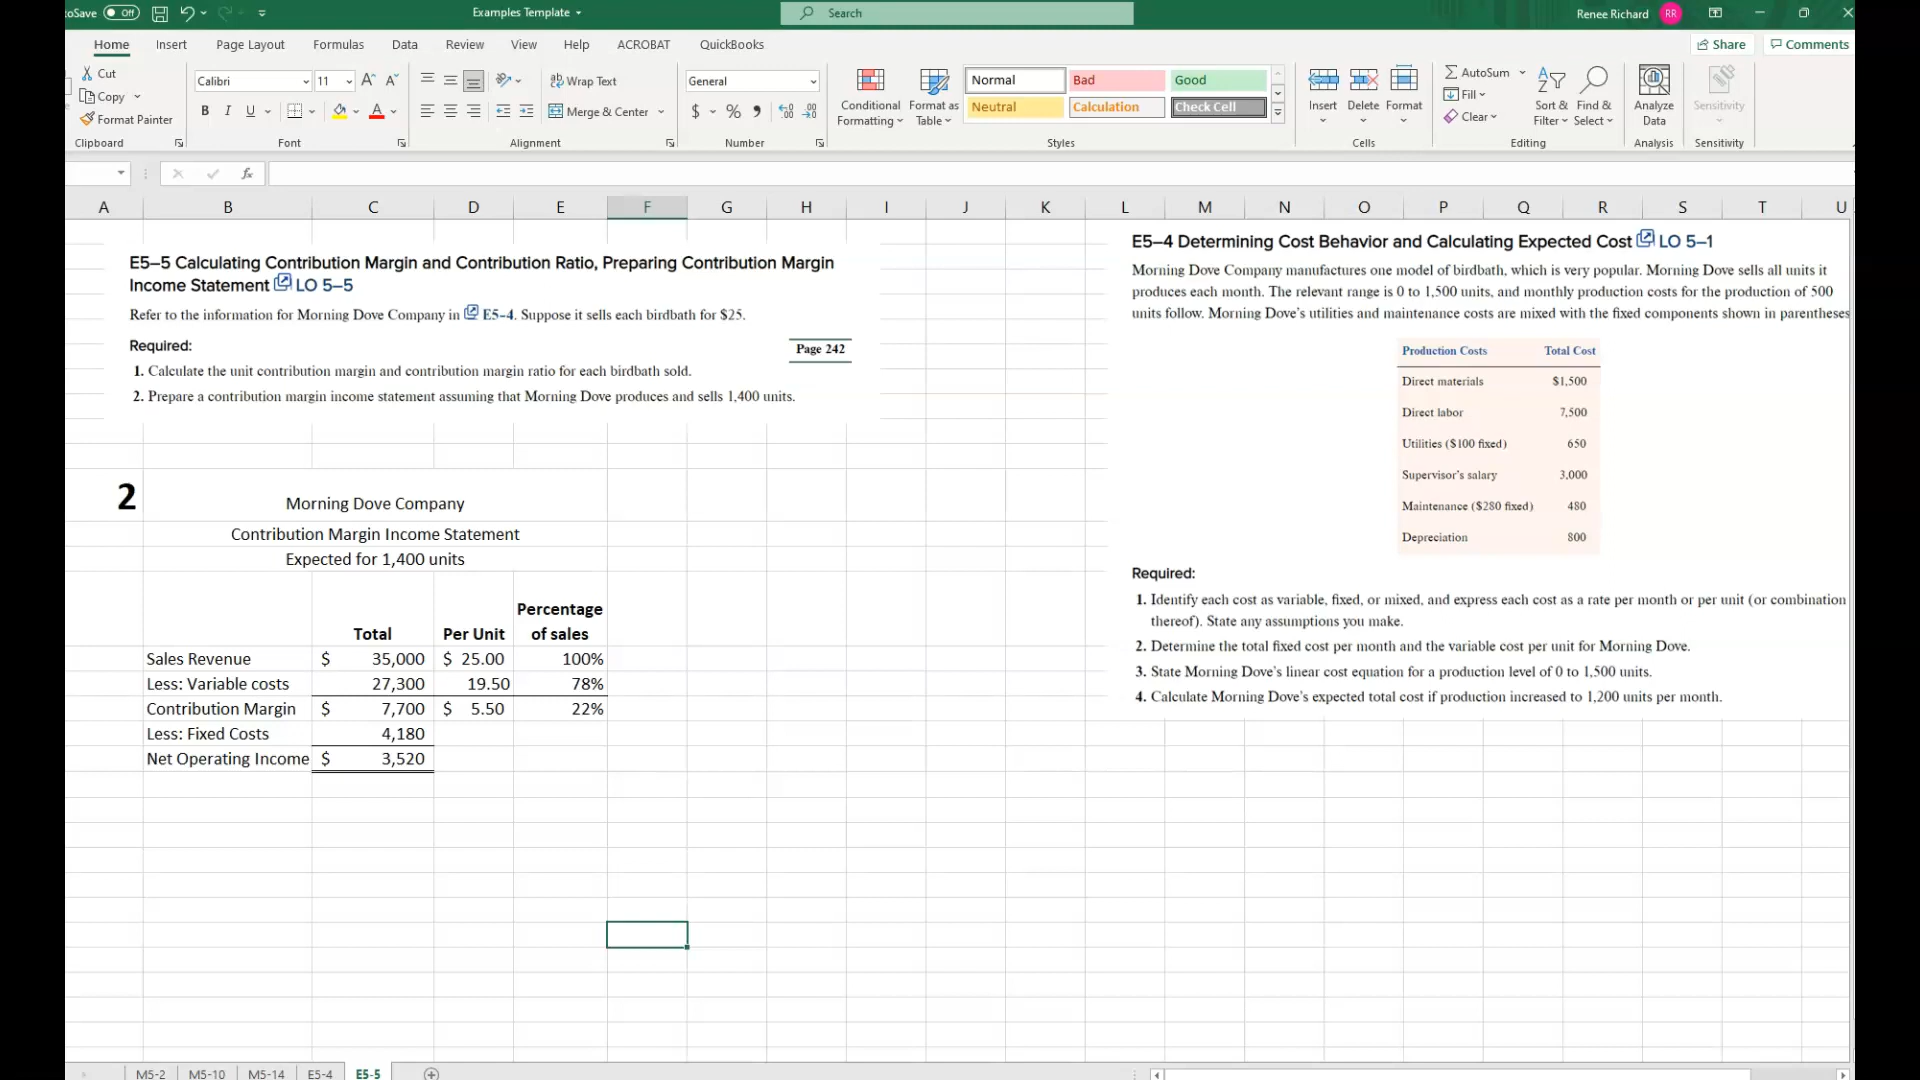 oSave Off Examples Template Search Renee Richard RR
Home Insert Page Layout Formulas Data Review View Help ACROBAT QuickBooks Share Comments
Cut
Copy
Format Painter
Clipboard
Calibri 11 A A
B I U A
Font
Wrap Text
Merge & Center
Alignment
General
$ % 9
Number
Conditional Formatting
Format as Table
Normal Bad Good
Neutral Calculation Check Cell
Styles
Insert Delete Format
Cells
AutoSum
Fill
Clear
Sort & Filter
Find & Select
Editing
Analyze Data
Analysis
Sensitivity
Sensitivity
fx
A B C D E F G H I J K L M N O P Q R S T U
E5–5 Calculating Contribution Margin and Contribution Ratio, Preparing Contribution Margin
Income Statement LO 5–5
Refer to the information for Morning Dove Company in E5–4. Suppose it sells each birdbath for $25.
Required:
Page 242
1. Calculate the unit contribution margin and contribution margin ratio for each birdbath sold.
2. Prepare a contribution margin income statement assuming that Morning Dove produces and sells 1,400 units.
2
Morning Dove Company
Contribution Margin Income Statement
Expected for 1,400 units
Percentage
Total Per Unit of sales
Sales Revenue $ 35,000 $ 25.00 100%
Less: Variable costs 27,300 19.50 78%
Contribution Margin $ 7,700 $ 5.50 22%
Less: Fixed Costs 4,180
Net Operating Income $ 3,520
E5–4 Determining Cost Behavior and Calculating Expected Cost LO 5–1
Morning Dove Company manufactures one model of birdbath, which is very popular. Morning Dove sells all units it
produces each month. The relevant range is 0 to 1,500 units, and monthly production costs for the production of 500
units follow. Morning Dove's utilities and maintenance costs are mixed with the fixed components shown in parentheses
Production Costs Total Cost
Direct materials $1,500
Direct labor 7,500
Utilities ($100 fixed) 650
Supervisor's salary 3,000
Maintenance ($280 fixed) 480
Depreciation 800
Required:
1. Identify each cost as variable, fixed, or mixed, and express each cost as a rate per month or per unit (or combination
thereof). State any assumptions you make.
2. Determine the total fixed cost per month and the variable cost per unit for Morning Dove.
3. State Morning Dove's linear cost equation for a production level of 0 to 1,500 units.
4. Calculate Morning Dove's expected total cost if production increased to 1,200 units per month.
M5-2 M5-10 M5-14 E5-4 E5-5